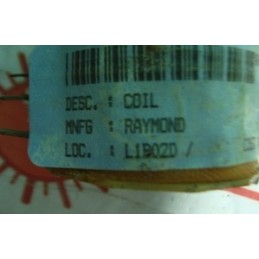 DESC. : COIL
MNFG : RAYMOND
LOC. : L1B02D /